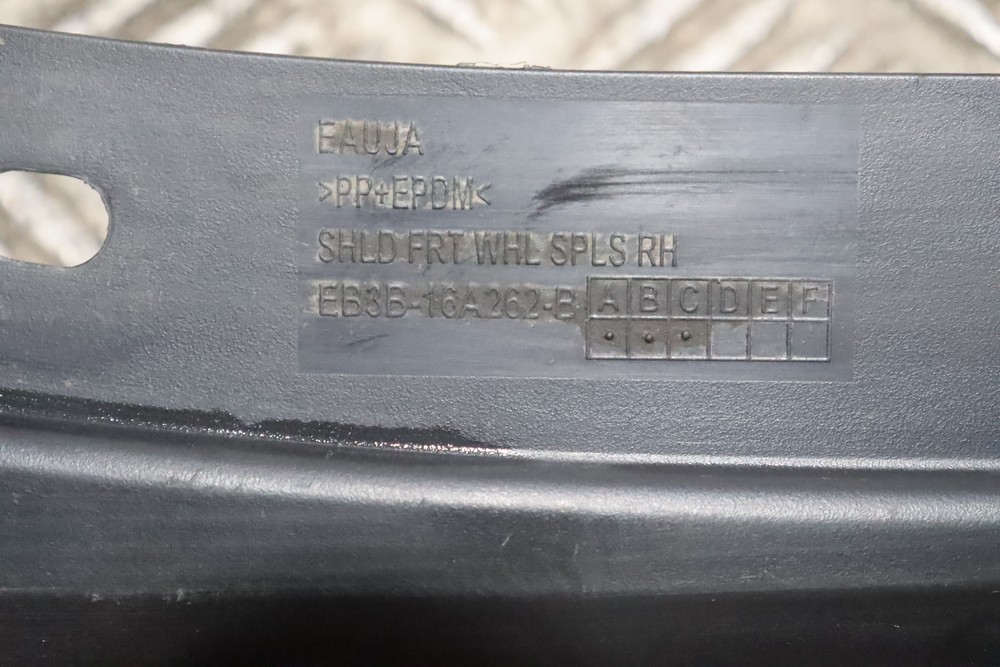 EAUJA
>PP+EPDM<
SHLD FRT WHL SPLS RH
EB3B-16A262-B A B C D E F